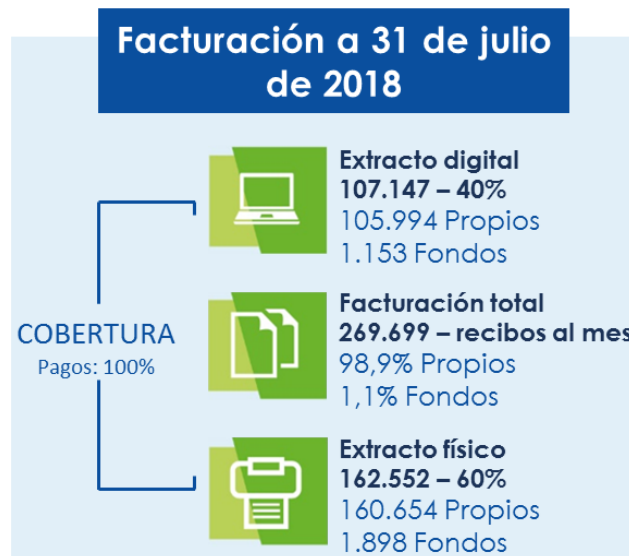 Facturación a 31 de julio
de 2018
Extracto digital
107.147 – 40%
105.994 Propios
1.153 Fondos
COBERTURA
Pagos: 100%
Facturación total
269.699 – recibos al mes
98,9% Propios
1,1% Fondos
Extracto físico
162.552 – 60%
160.654 Propios
1.898 Fondos